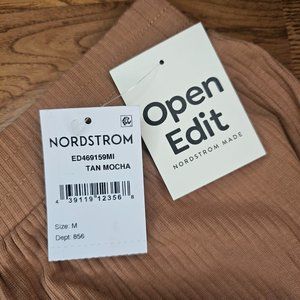 NORDSTROM
ED469159MI
TAN MOCHA
4 39119 12356 8
Size: M
Dept: 856
Open
Edit
NORDSTROM MADE